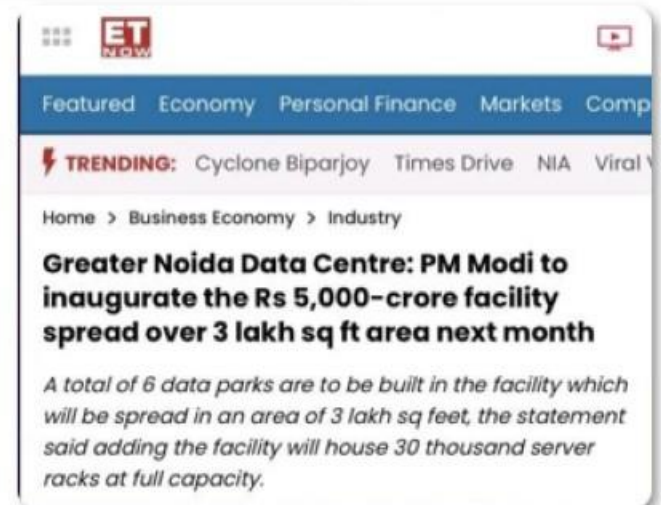 ET
NOW
Featured Economy Personal Finance Markets Comp
TRENDING: Cyclone Biparjoy Times Drive NIA Viral
Home > Business Economy > Industry
Greater Noida Data Centre: PM Modi to
inaugurate the Rs 5,000-crore facility
spread over 3 lakh sq ft area next month
A total of 6 data parks are to be built in the facility which
will be spread in an area of 3 lakh sq feet, the statement
said adding the facility will house 30 thousand server
racks at full capacity.